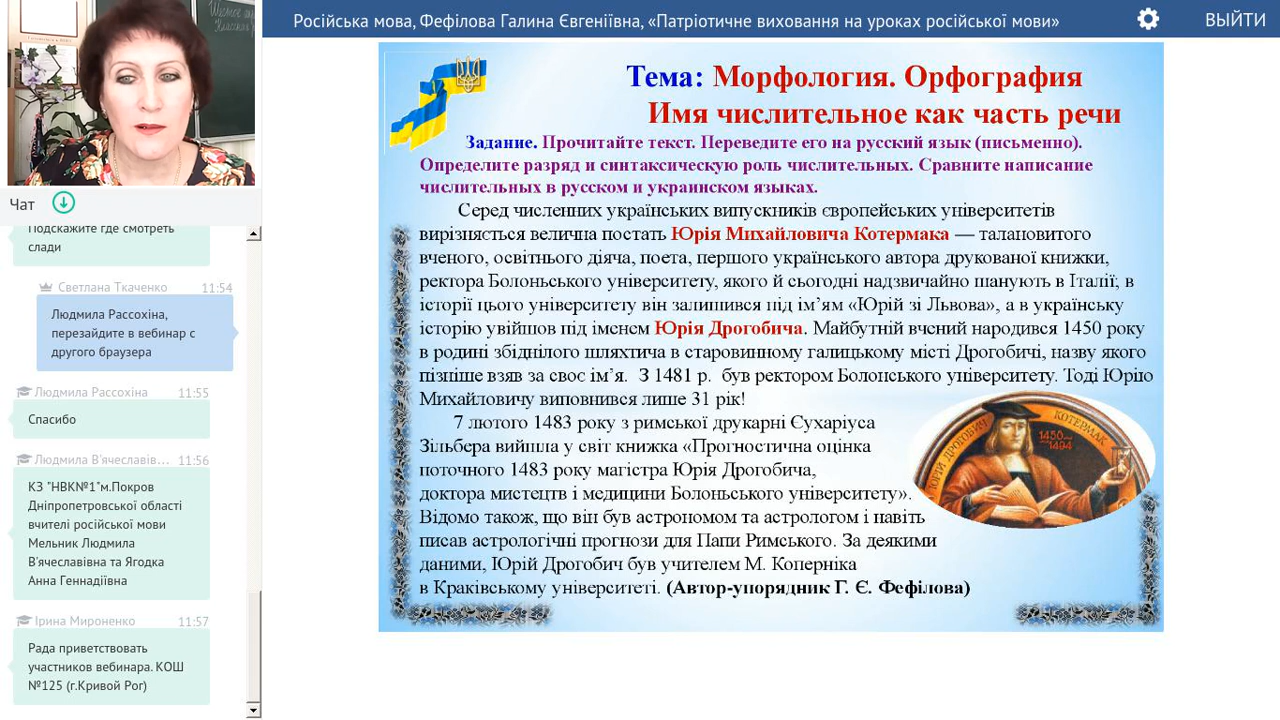 Російська мова, Фефілова Галина Євгеніївна, «Патріотичне виховання на уроках російської мови»
ВЫЙТИ
Чат
Подскажите где смотреть
слади
Светлана Ткаченко 11:54
Людмила Рассохіна,
перезайдите в вебинар с
другого браузера
Людмила Рассохіна 11:55
Спасибо
Людмила В'ячеславів... 11:56
КЗ "НВК№1"м.Покров
Дніпропетровської області
вчителі російської мови
Мельник Людмила
В'ячеславівна та Ягодка
Анна Геннадіївна
Ірина Мироненко 11:57
Рада приветствовать
участников вебинара. КОШ
№125 (г.Кривой Рог)
Тема: Морфология. Орфография
Имя числительное как часть речи
Задание. Прочитайте текст. Переведите его на русский язык (письменно).
Определите разряд и синтаксическую роль числительных. Сравните написание
числительных в русском и украинском языках.
Серед численних українських випускників європейських університетів
вирізняється велична постать Юрія Михайловича Котермака — талановитого
вченого, освітнього діяча, поета, першого українського автора друкованої книжки,
ректора Болоньського університету, якого й сьогодні надзвичайно шанують в Італії; в
історії цього університету він залишився під ім’ям «Юрій зі Львова», а в українську
історію увійшов під іменем Юрія Дрогобича. Майбутній вчений народився 1450 року
в родині збіднілого шляхтича в старовинному галицькому місті Дрогобичі, назву якого
пізніше взяв за своє ім’я. З 1481 р. був ректором Болонського університету. Тоді Юрію
Михайловичу виповнився лише 31 рік!
7 лютого 1483 року з римської друкарні Єухаріуса
Зільбера вийшла у світ книжка «Прогностична оцінка
поточного 1483 року магістра Юрія Дрогобича,
доктора мистецтв і медицини Болоньського університету».
Відомо також, що він був астрономом та астрологом і навіть
писав астрологічні прогнози для Папи Римського. За деякими
даними, Юрій Дрогобич був учителем М. Коперніка
в Краківському університеті. (Автор-упорядник Г. Є. Фефілова)
ЮРІЙ ДРОГОБИЧ
КОТЕРМАК
1450—
1494